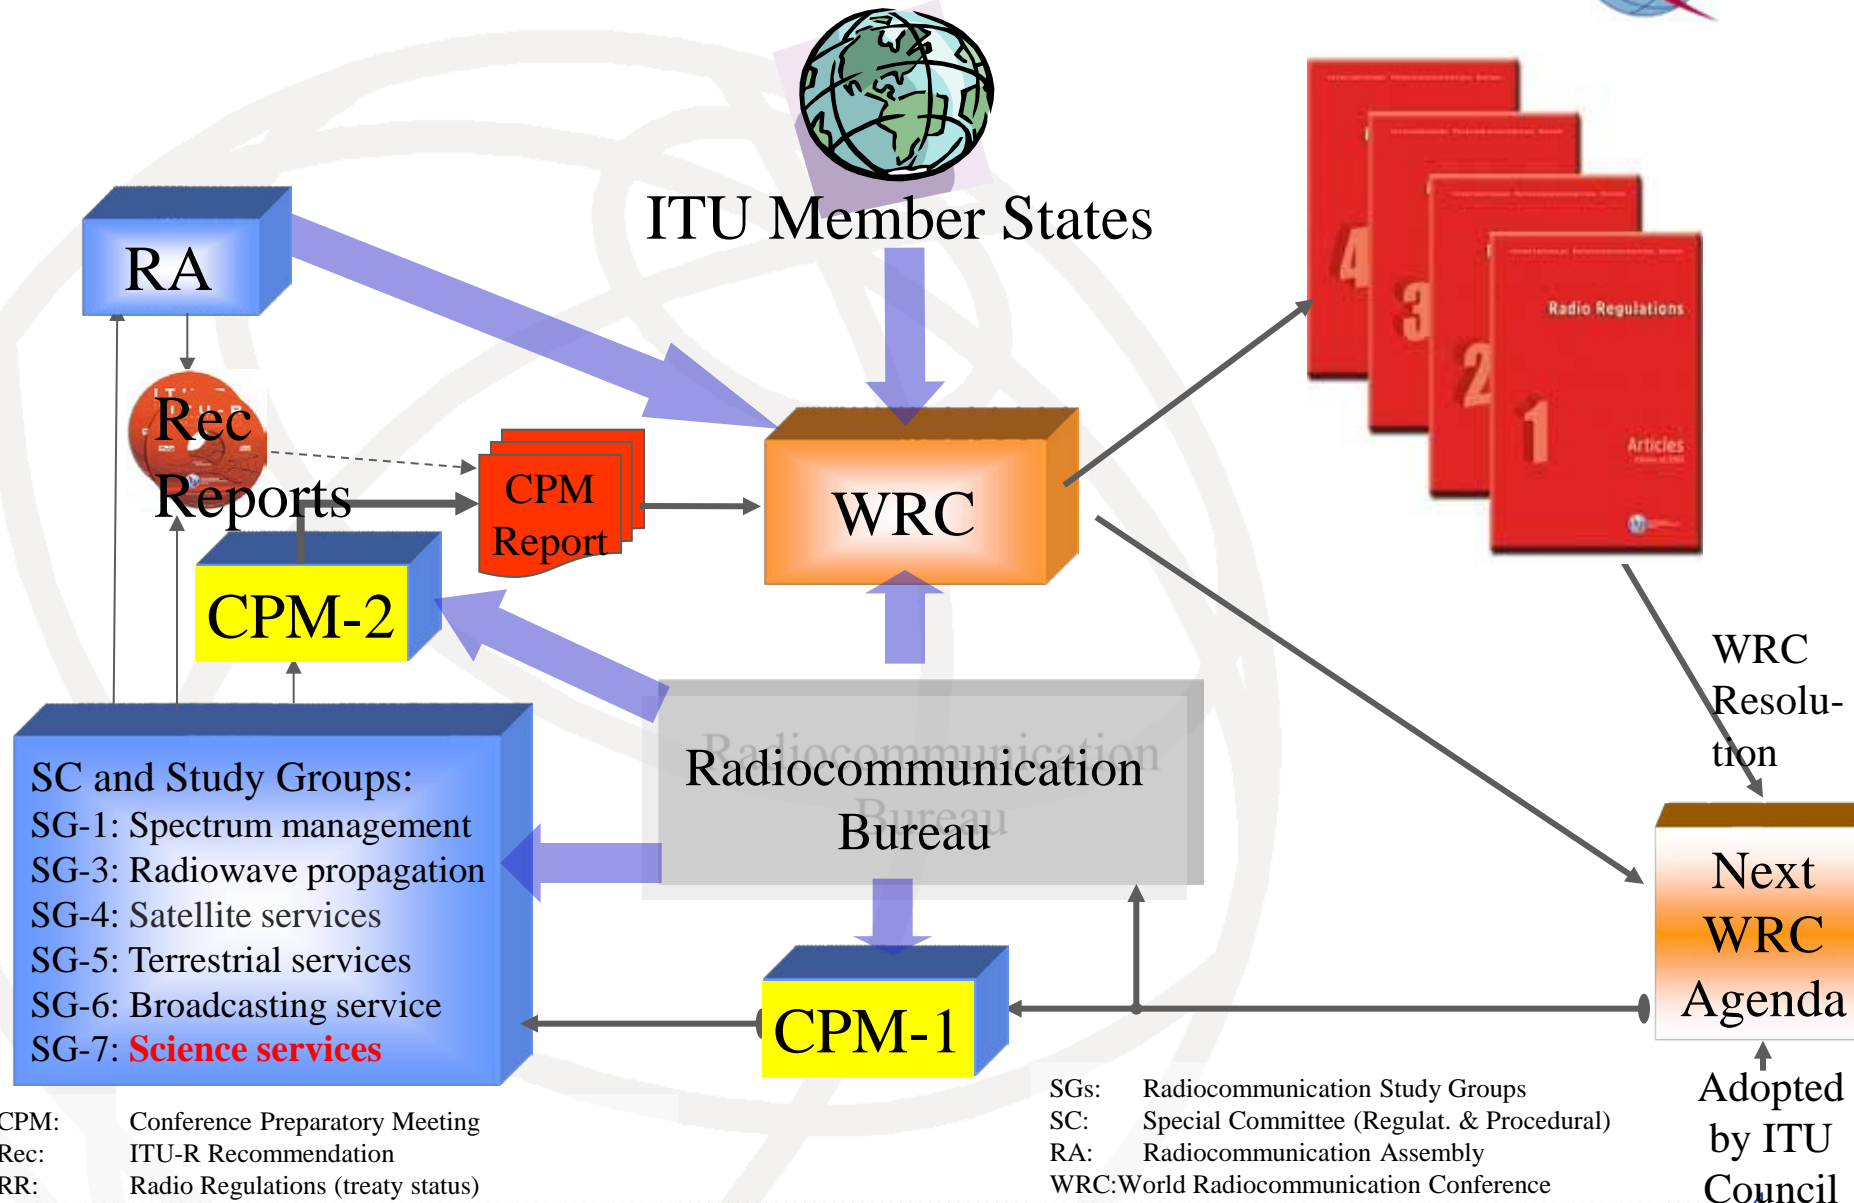 ITU Member States
RA
Rec
Reports
CPM
Report
WRC
4
3
2
1
Radio Regulations
Articles
CPM-2
WRC
Resolu-
tion
Radiocommunication
Bureau
SC and Study Groups:
SG-1: Spectrum management
SG-3: Radiowave propagation
SG-4: Satellite services
SG-5: Terrestrial services
SG-6: Broadcasting service
SG-7: Science services
CPM-1
Next
WRC
Agenda
Adopted
by ITU
Council
CPM: Conference Preparatory Meeting
Rec: ITU-R Recommendation
RR: Radio Regulations (treaty status)
SGs: Radiocommunication Study Groups
SC: Special Committee (Regulat. & Procedural)
RA: Radiocommunication Assembly
WRC:World Radiocommunication Conference